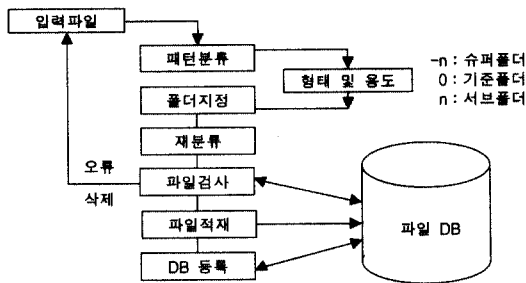 입력파일
패턴분류
형태 및 용도
-n : 슈퍼폴더
0 : 기준폴더
n : 서브폴더
폴더지정
재분류
오류
삭제
파일검사
파일적재
DB 등록
파일 DB